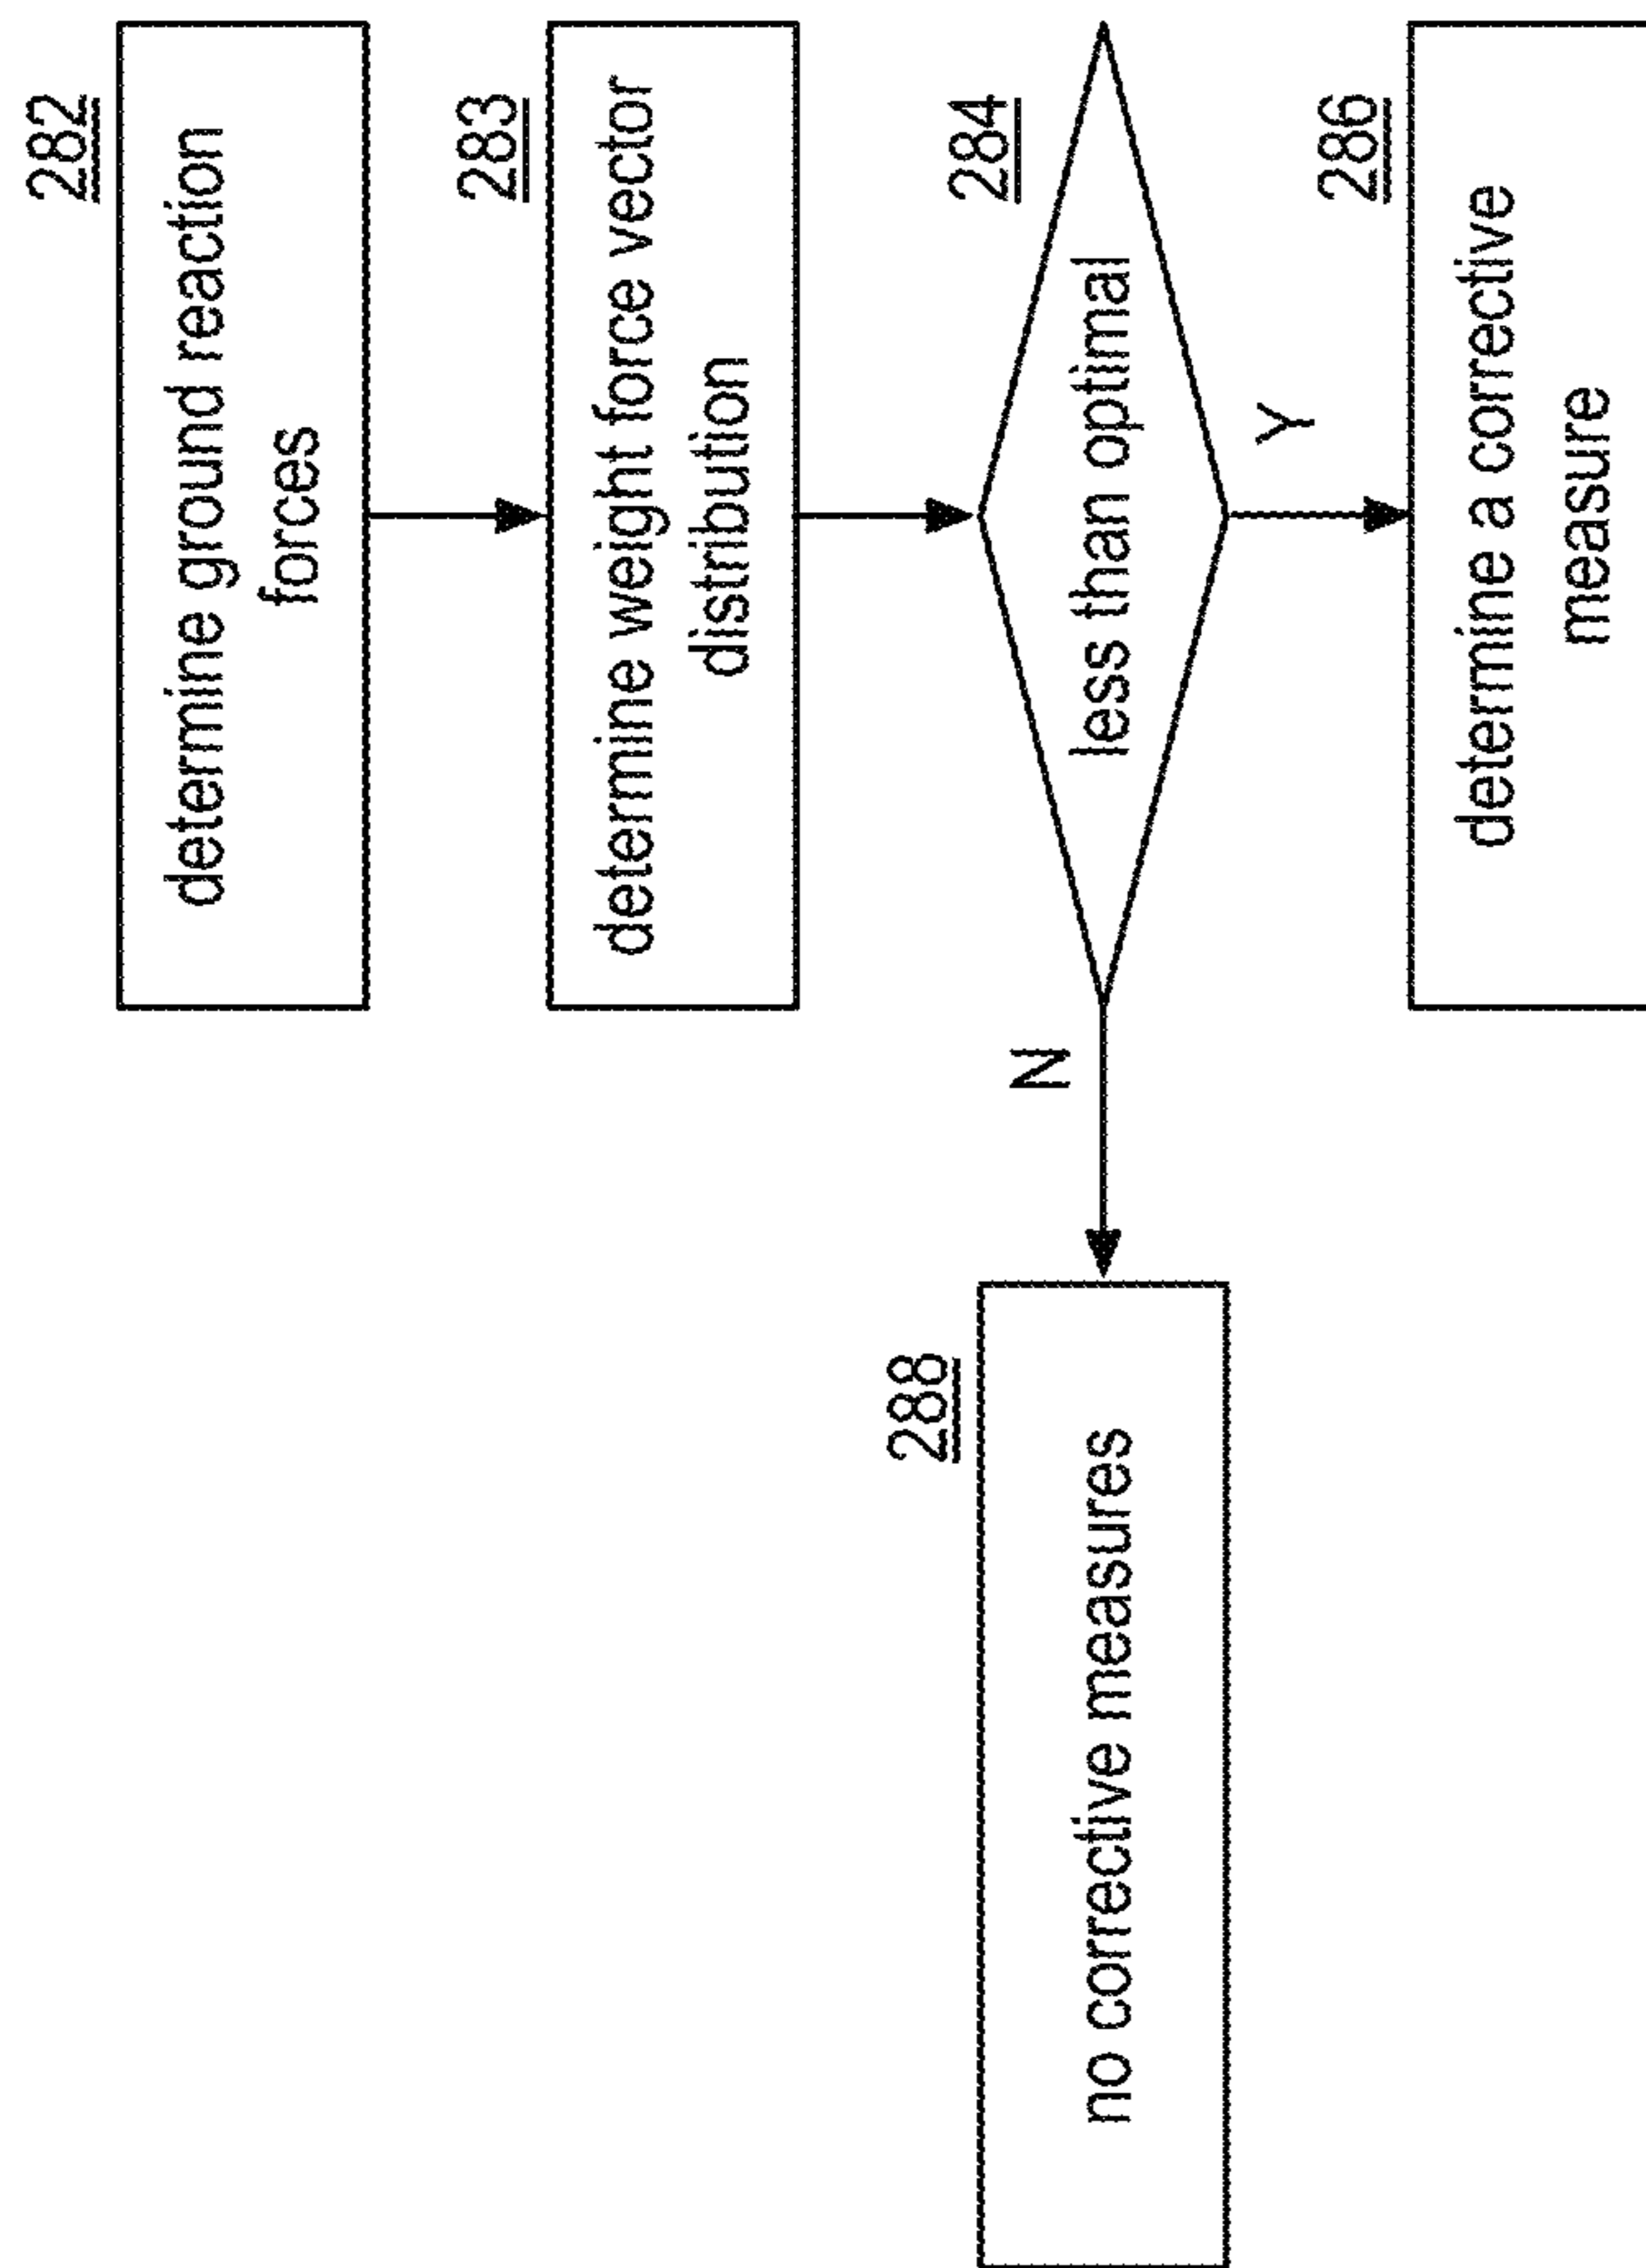 282
determine ground reaction
forces
283
determine weight force vector
distribution
284
less than optimal
N
Y
288
no corrective measures
286
determine a corrective
measure